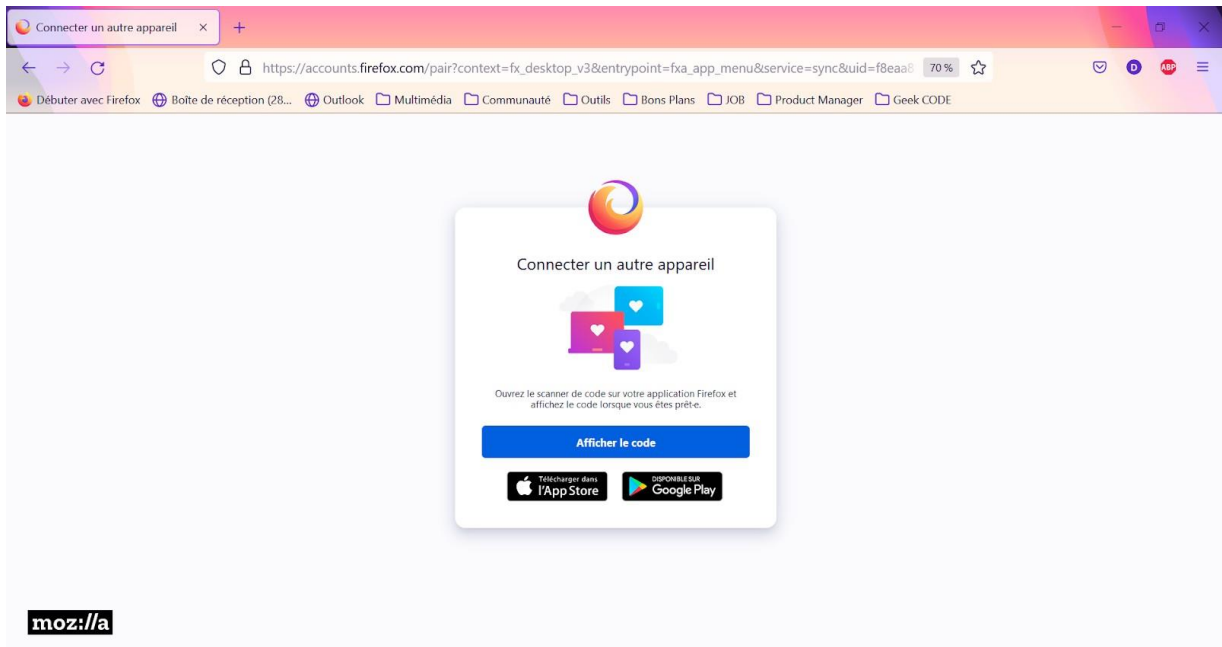 Connecter un autre appareil
https://accounts.firefox.com/pair?context=fx_desktop_v3&entrypoint=fxa_app_menu&service=sync&uid=f8eaa8 70 %
D ABP
Débuter avec Firefox Boîte de réception (28... Outlook Multimédia Communauté Outils Bons Plans JOB Product Manager Geek CODE
Connecter un autre appareil
Ouvrez le scanner de code sur votre application Firefox et
affichez le code lorsque vous êtes prêt·e.
Afficher le code
Télécharger dans
l'App Store
DISPONIBLE SUR
Google Play
moz://a